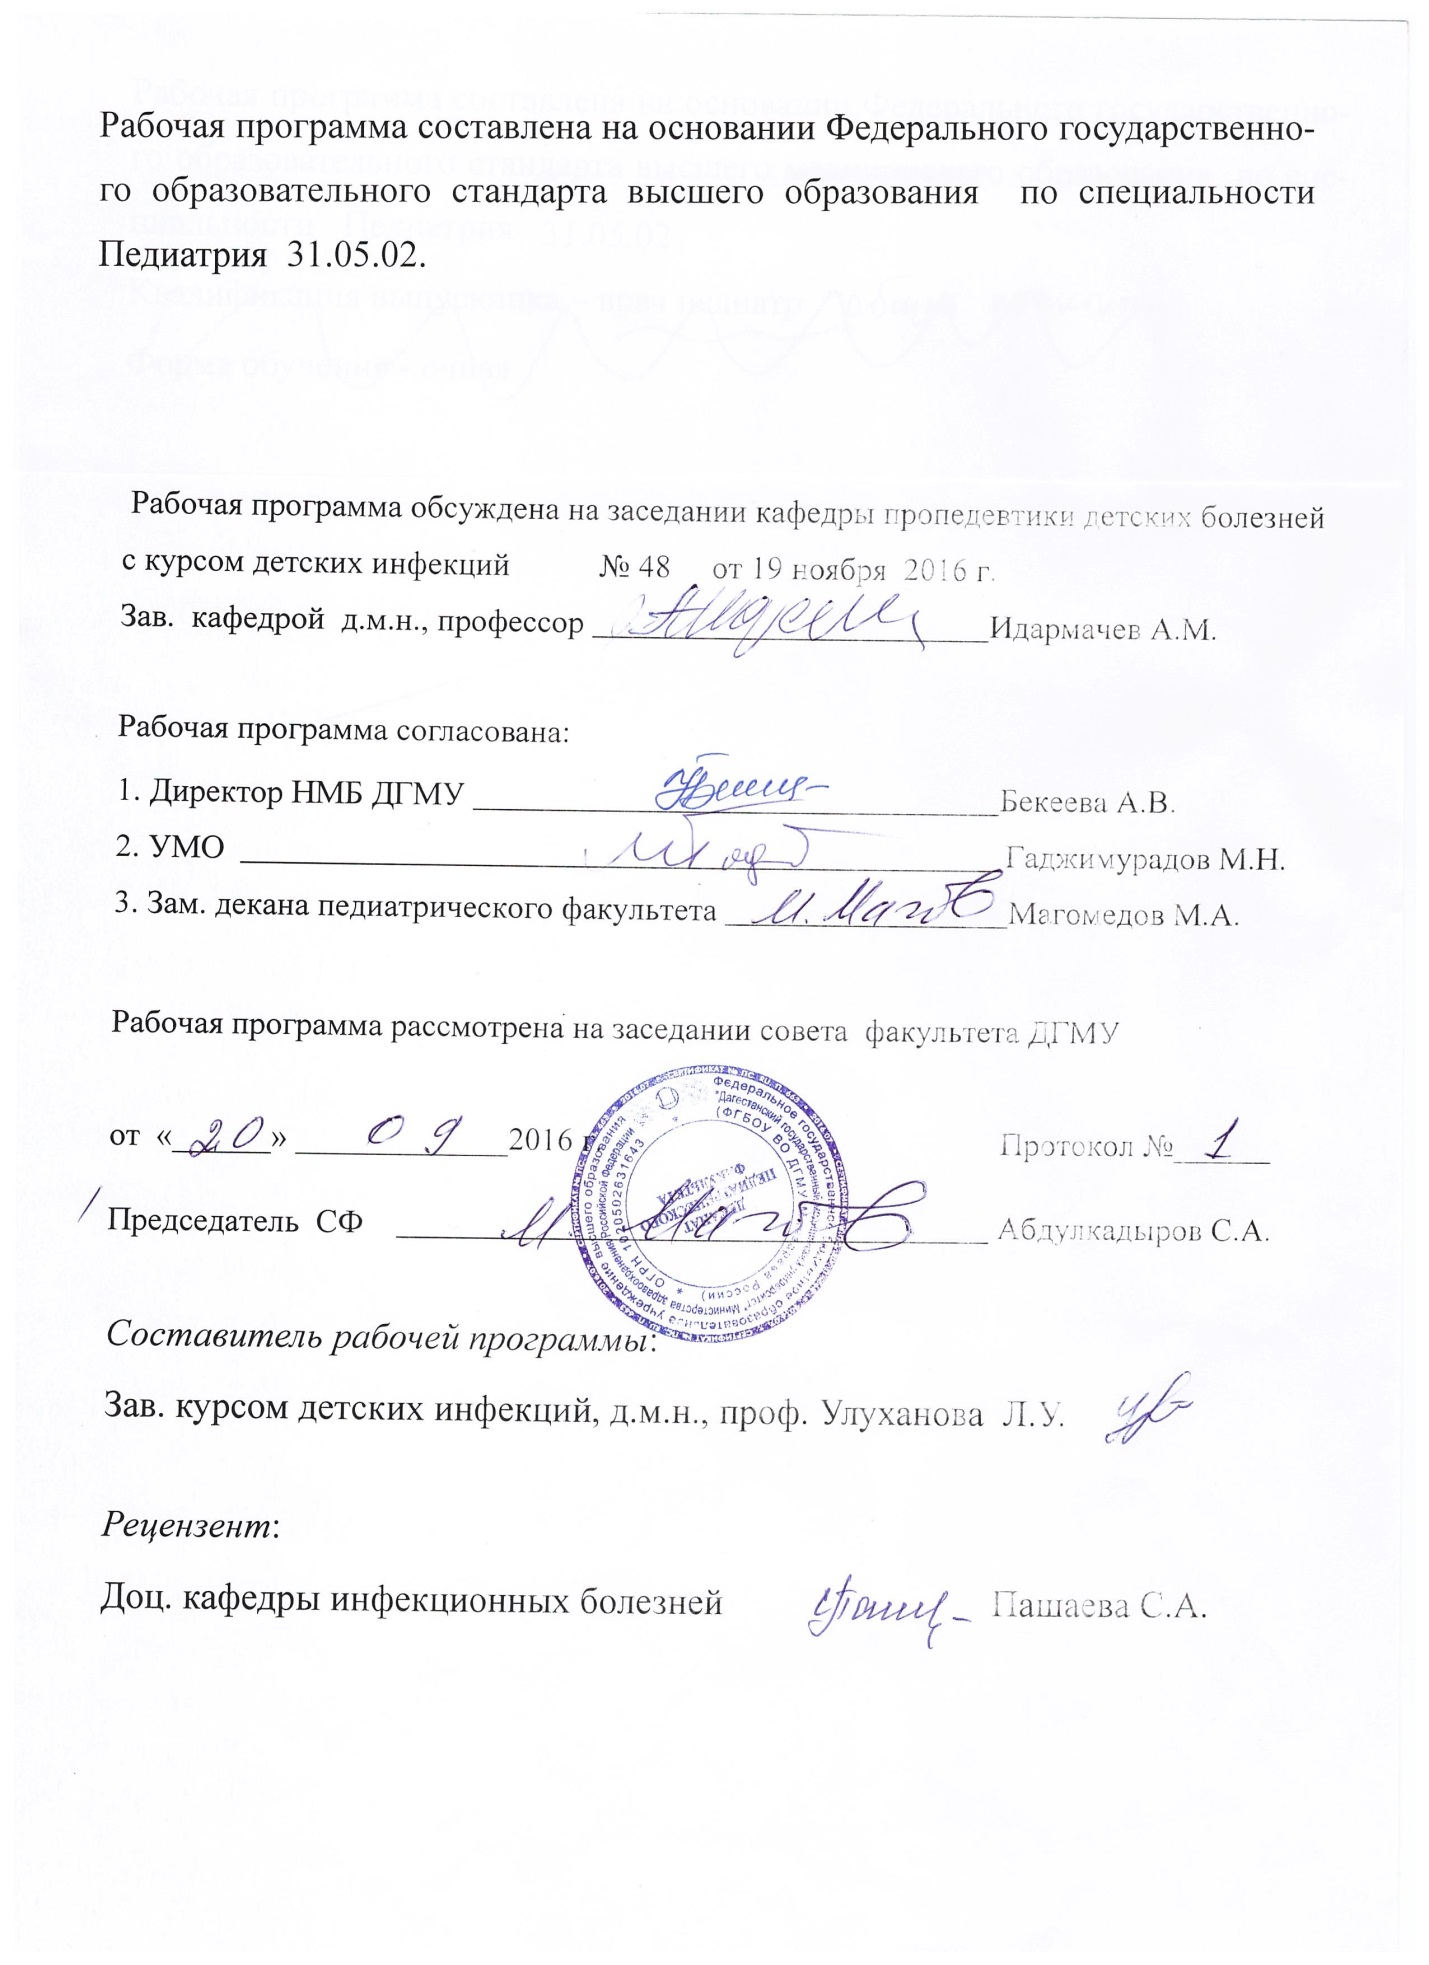 Рабочая программа составлена на основании Федерального государственно-
го образовательного стандарта высшего образования по специальности
Педиатрия 31.05.02.
Рабочая программа обсуждена на заседании кафедры пропедевтики детских болезней
с курсом детских инфекций № 48 от 19 ноября 2016 г.
Зав. кафедрой д.м.н., профессор Идармачев А.М.
Рабочая программа согласована:
1. Директор НМБ ДГМУ Бекеева А.В.
2. УМО Гаджимурадов М.Н.
3. Зам. декана педиатрического факультета Магомедов М.А.
Рабочая программа рассмотрена на заседании совета факультета ДГМУ
от «20» 09 2016 г. Протокол № 1
Председатель СФ Абдулкадыров С.А.
Составитель рабочей программы:
Зав. курсом детских инфекций, д.м.н., проф. Улуханова Л.У.
Рецензент:
Доц. кафедры инфекционных болезней Пашаева С.А.